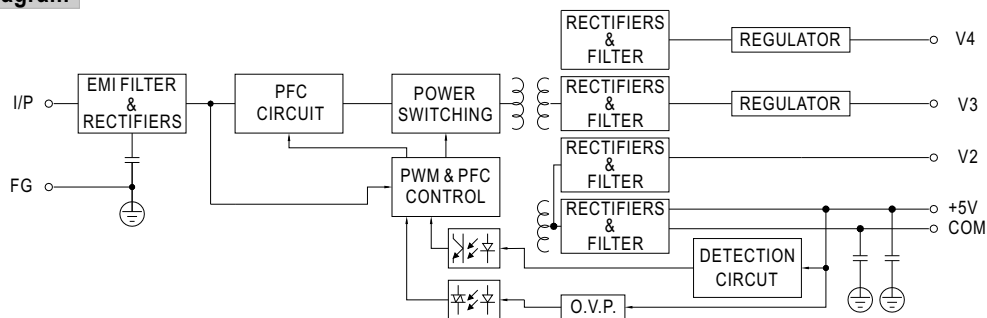 RECTIFIERS
&
FILTER
REGULATOR
V4
I/P
EMI FILTER
&
RECTIFIERS
PFC
CIRCUIT
POWER
SWITCHING
RECTIFIERS
&
FILTER
REGULATOR
V3
RECTIFIERS
&
FILTER
V2
FG
PWM & PFC
CONTROL
RECTIFIERS
&
FILTER
+5V
COM
DETECTION
CIRCUT
O.V.P.